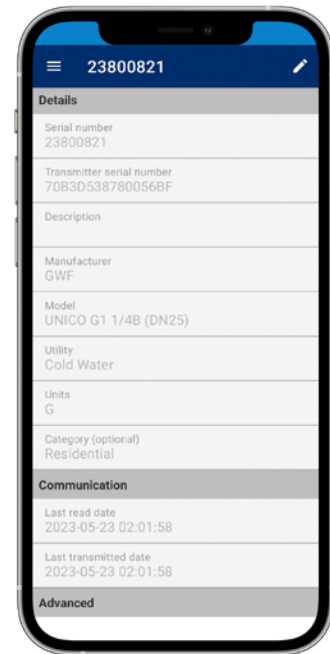 23800821
Details
Serial number
23800821
Transmitter serial number
70B3D538780056BF
Description
Manufacturer
GWF
Model
UNICO G1 1/4B (DN25)
Utility
Cold Water
Units
G
Category (optional)
Residential
Communication
Last read date
2023-05-23 02:01:58
Last transmitted date
2023-05-23 02:01:58
Advanced